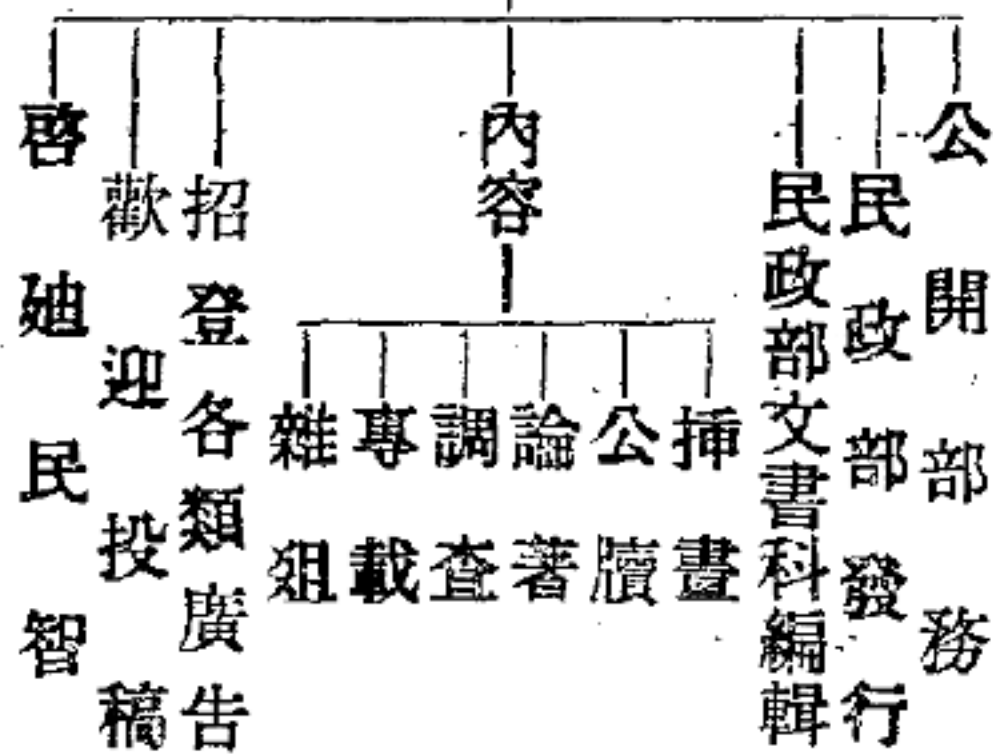 公開部務
民政部發行
民政部文書科編輯
內容
挿畫
公牘
論著
調查
專載
雜俎
招登各類廣告
歡迎投稿
啓廸民智